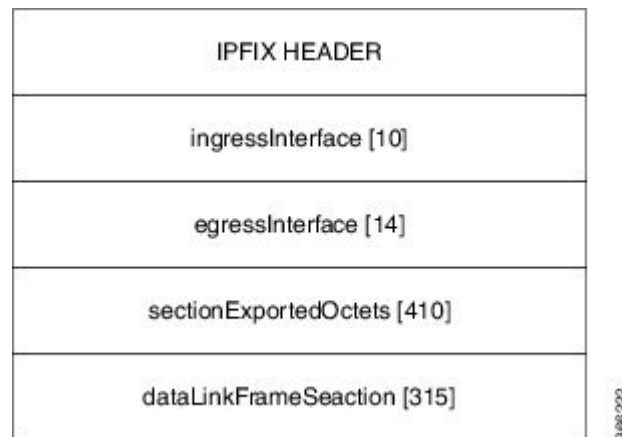 IPFIX HEADER
ingressInterface [10]
egressInterface [14]
sectionExportedOctets [410]
dataLinkFrameSeaction [315]